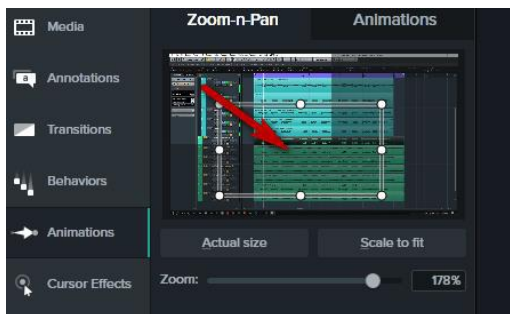 Media
Annotations
Transitions
Behaviors
Animations
Cursor Effects
Zoom-n-Pan
Animations
Actual size
Scale to fit
Zoom:
178%